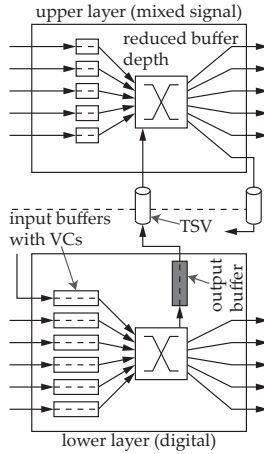 upper layer (mixed signal)
reduced buffer
depth
input buffers
with VCs
TSV
output
buffer
lower layer (digital)